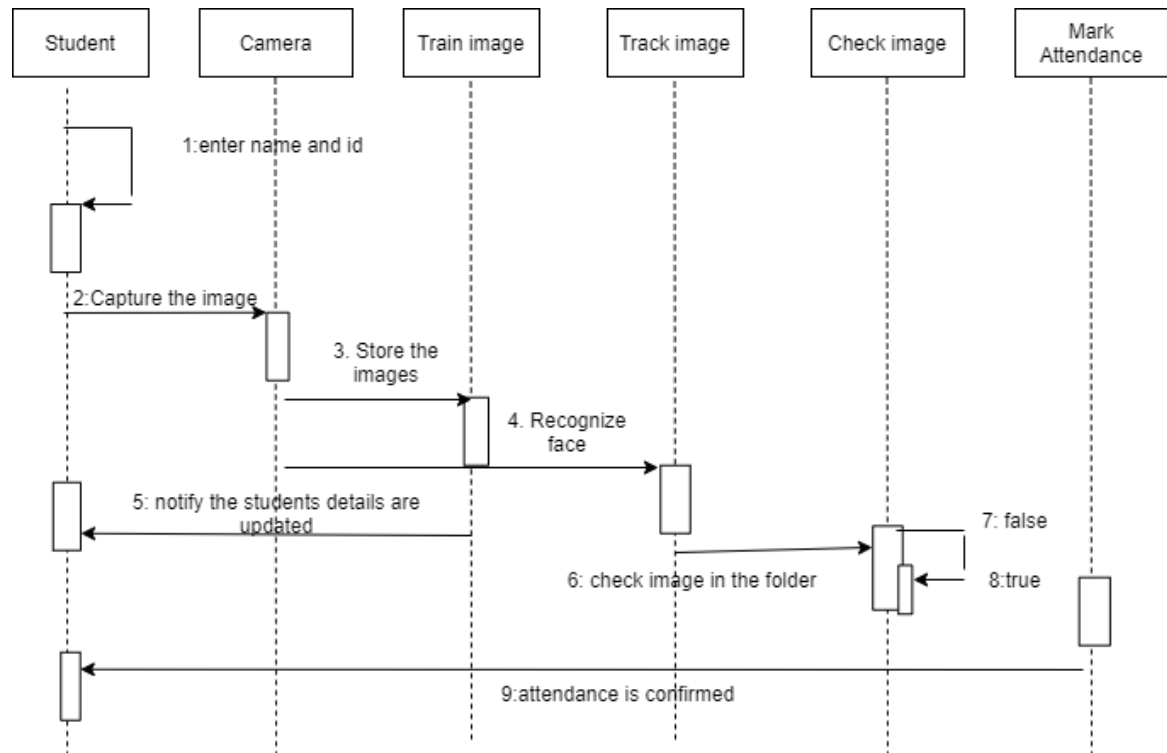 Student
Camera
Train image
Track image
Check image
Mark
Attendance
1:enter name and id
2:Capture the image
3. Store the
images
4. Recognize
face
5: notify the students details are
updated
6: check image in the folder
7: false
8:true
9:attendance is confirmed